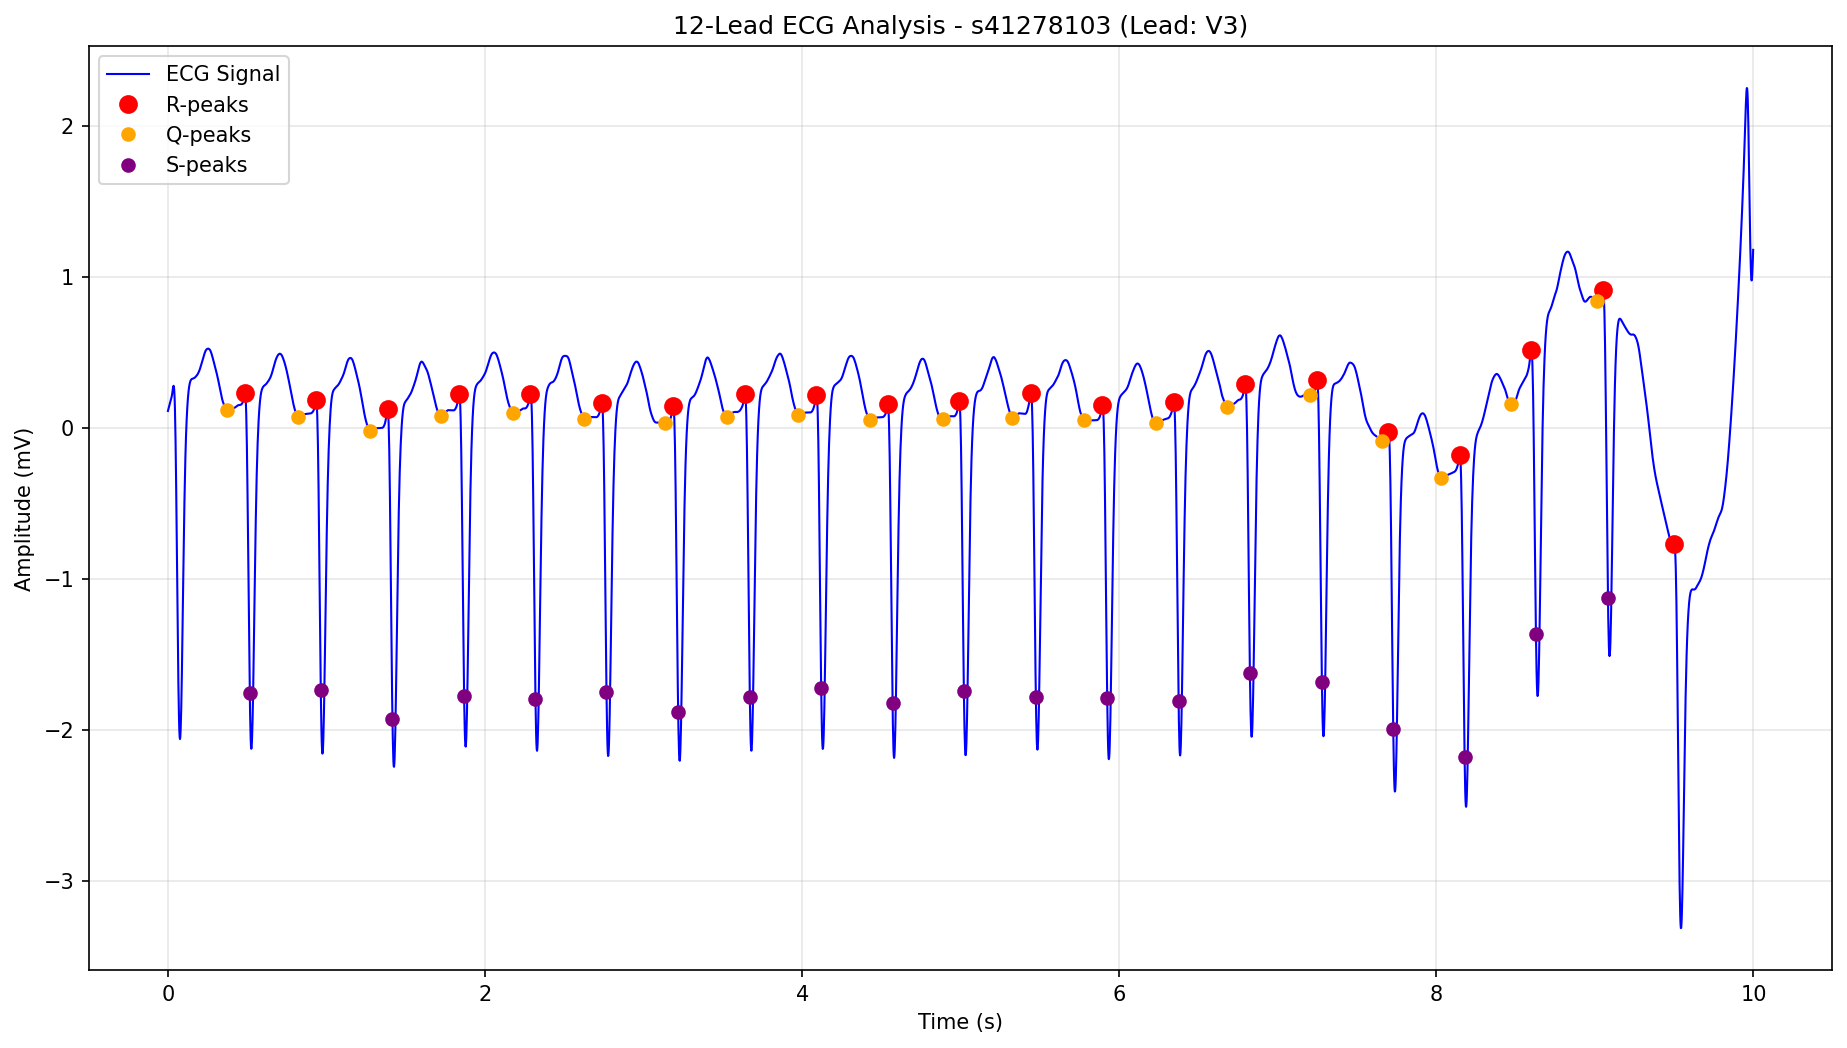 12-Lead ECG Analysis - s41278103 (Lead: V3)
ECG Signal
R-peaks
Q-peaks
S-peaks
2
1
0
−1
−2
−3
Amplitude (mV)
0 2 4 6 8 10
Time (s)